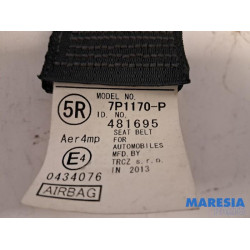 MODEL NO.
5R 7P1170-P
ID. NO.
481695
Aer4mp
SEAT BELT
FOR
AUTOMOBILES
MFD. BY
TRCZ s.r.o.
IN 2013
E4
0434076
AIRBAG
MARESIA